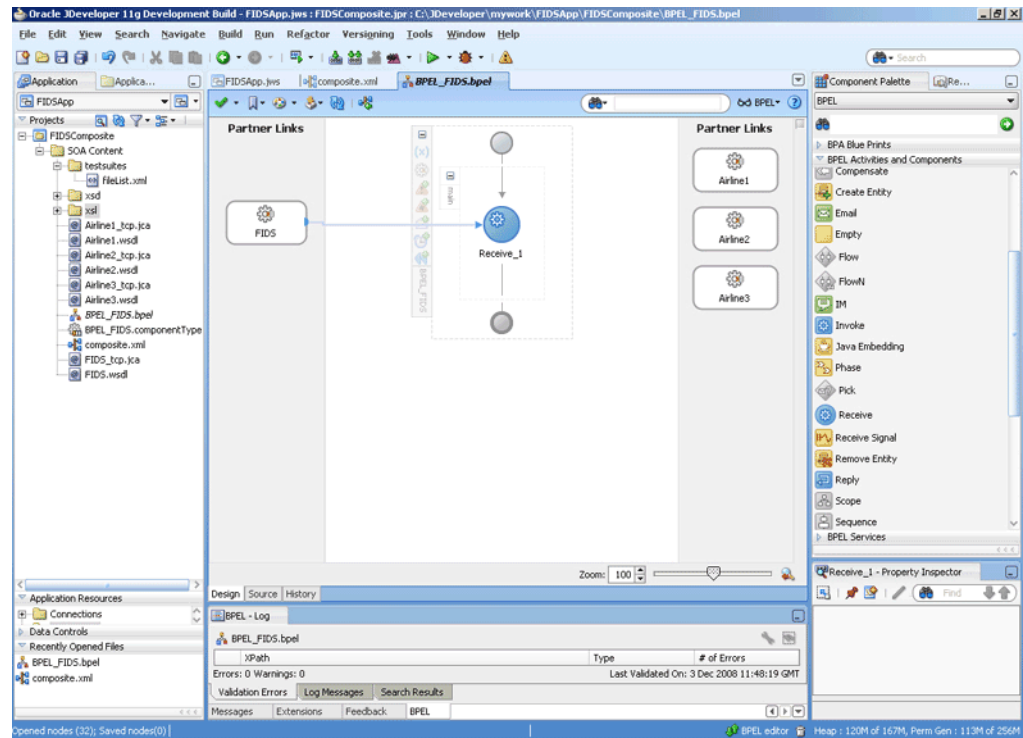 Oracle JDeveloper 11g Development Build - FIDSApp.jws : FIDSComposite.jpr : C:\JDeveloper\mywork\FIDSApp\FIDSComposite\BPEL_FIDS.bpel
File Edit View Search Navigate Build Run Refactor Versioning Tools Window Help
Search
Application Applica...
FIDSApp
Projects
FIDSComposite
SOA Content
testsuites
fileList.xml
xsd
xsl
Airline1_tcp.jca
Airline1.wsdl
Airline2_tcp.jca
Airline2.wsdl
Airline3_tcp.jca
Airline3.wsdl
BPEL_FIDS.bpel
BPEL_FIDS.componentType
composite.xml
FIDS_tcp.jca
FIDS.wsdl
Application Resources
Connections
Data Controls
Recently Opened Files
BPEL_FIDS.bpel
composite.xml
FIDSApp.jws composite.xml BPEL_FIDS.bpel
BPEL
Partner Links
FIDS
main
BPEL_FIDS
Receive_1
Partner Links
Airline1
Airline2
Airline3
Zoom: 100
Design Source History
BPEL - Log
BPEL_FIDS.bpel
XPath Type # of Errors
Errors: 0 Warnings: 0 Last Validated On: 3 Dec 2008 11:48:19 GMT
Validation Errors Log Messages Search Results
Messages Extensions Feedback BPEL
Component Palette Re...
BPEL
BPA Blue Prints
BPEL Activities and Components
Compensate
Create Entity
Email
Empty
Flow
FlowN
IM
Invoke
Java Embedding
Phase
Pick
Receive
Receive Signal
Remove Entity
Reply
Scope
Sequence
BPEL Services
Receive_1 - Property Inspector
Find
Opened nodes (32); Saved nodes(0) BPEL editor Heap : 120M of 167M, Perm Gen : 113M of 256M